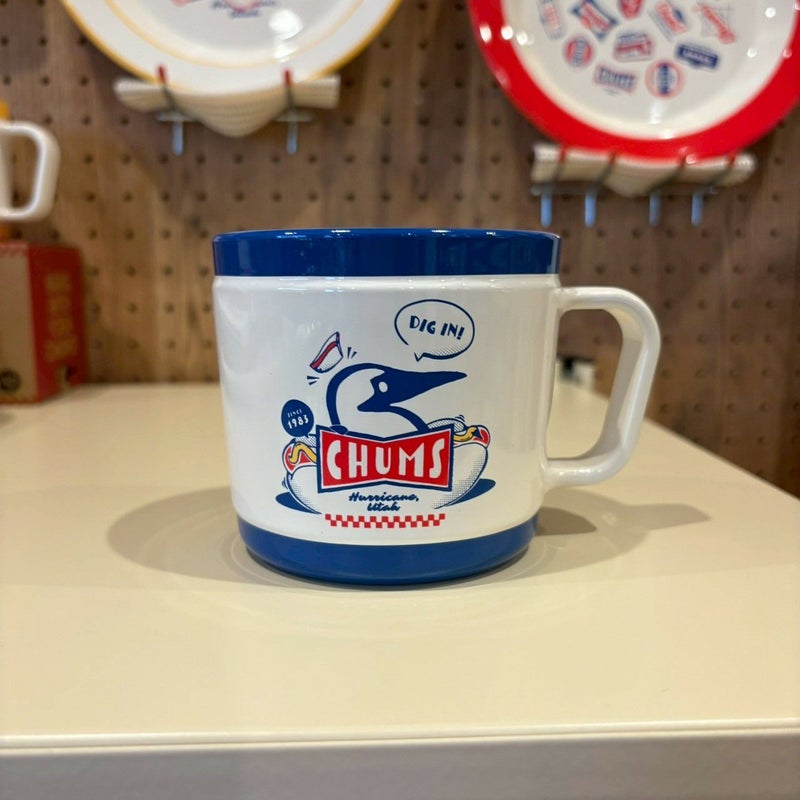 DIG IN!
SINCE
1983
CHUMS
Hurricane,
Utah